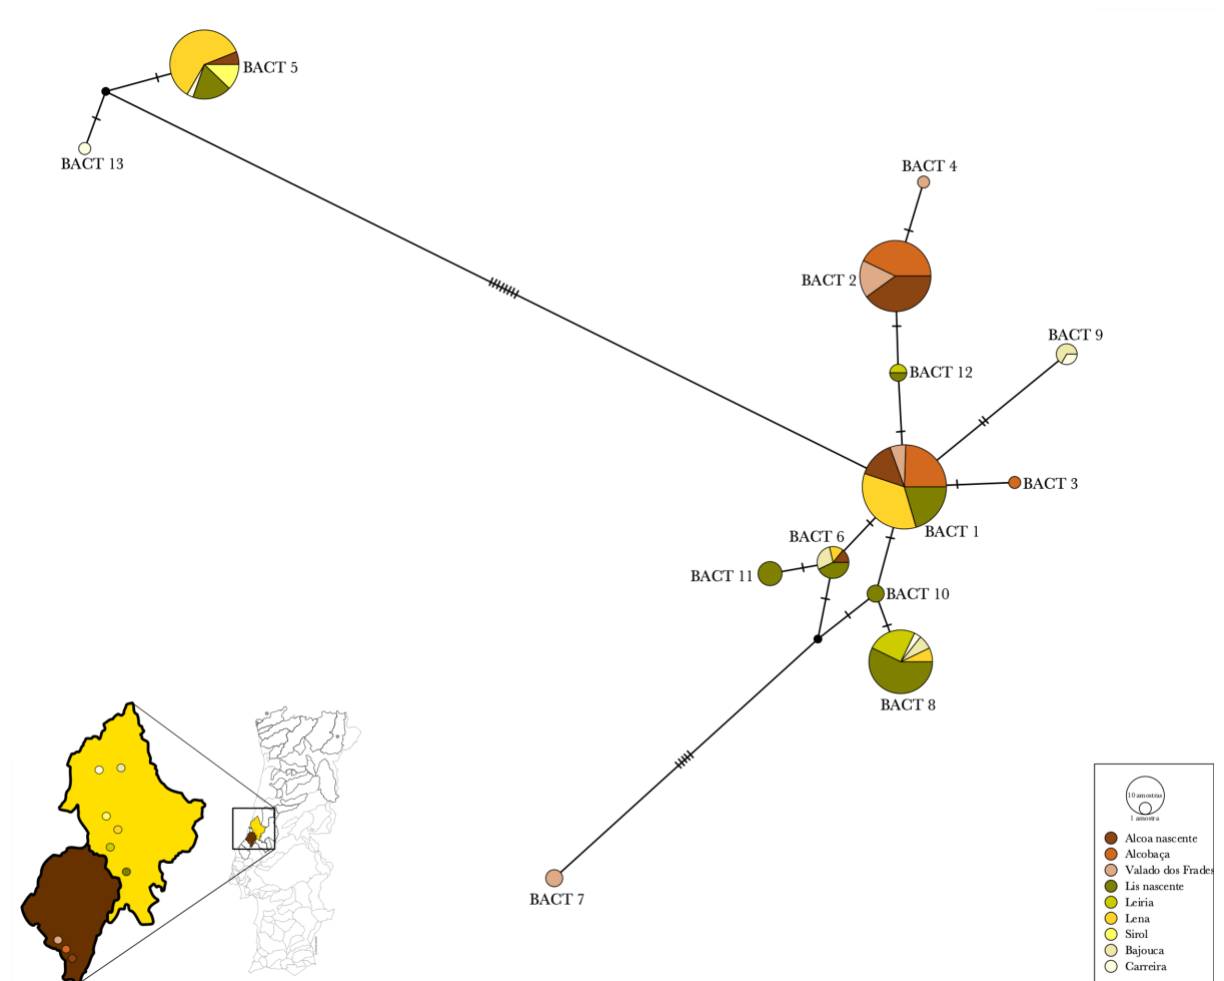 BACT 5
BACT 13
BACT 4
BACT 2
BACT 9
BACT 12
BACT 3
BACT 1
BACT 6
BACT 11
BACT 10
BACT 8
BACT 7
10 amostras
1 amostra
Alcoa nascente
Alcobaça
Valado dos Frades
Lis nascente
Leiria
Lena
Sirol
Bajouca
Carreira